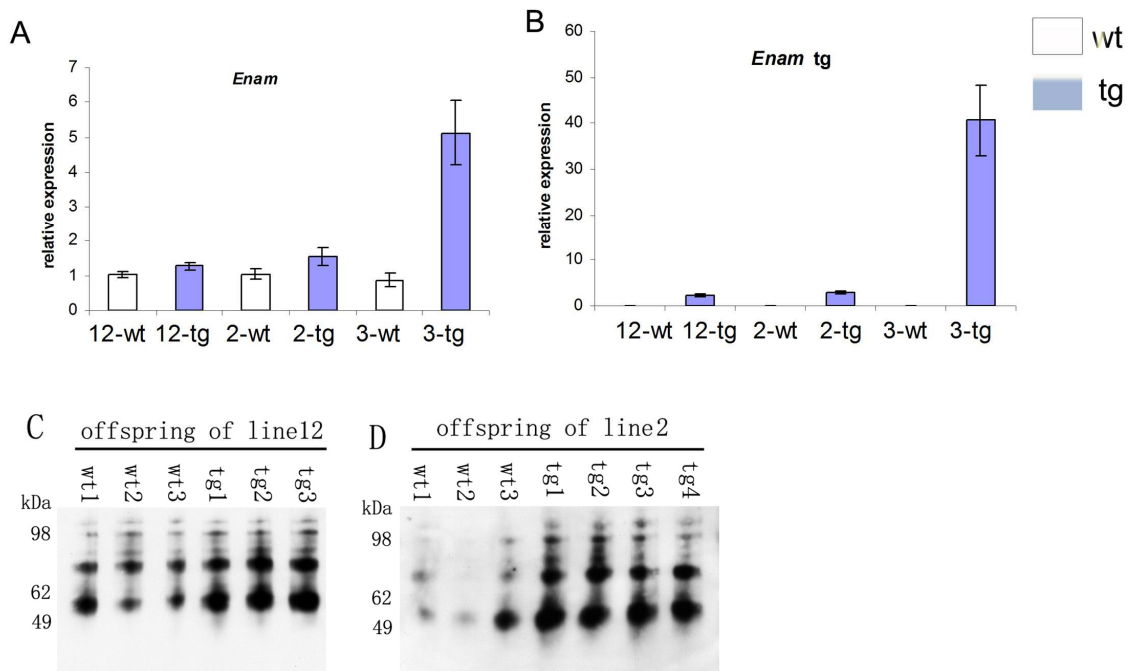 A
Enam
relative expression
7
6
5
4
3
2
1
0
12-wt 12-tg 2-wt 2-tg 3-wt 3-tg
B
Enam tg
relative expression
60
50
40
30
20
10
0
12-wt 12-tg 2-wt 2-tg 3-wt 3-tg
wt
tg
C
offspring of line12
wt1 wt2 wt3 tg1 tg2 tg3
kDa
98
62
49
D
offspring of line2
wt1 wt2 wt3 tg1 tg2 tg3 tg4
kDa
98
62
49